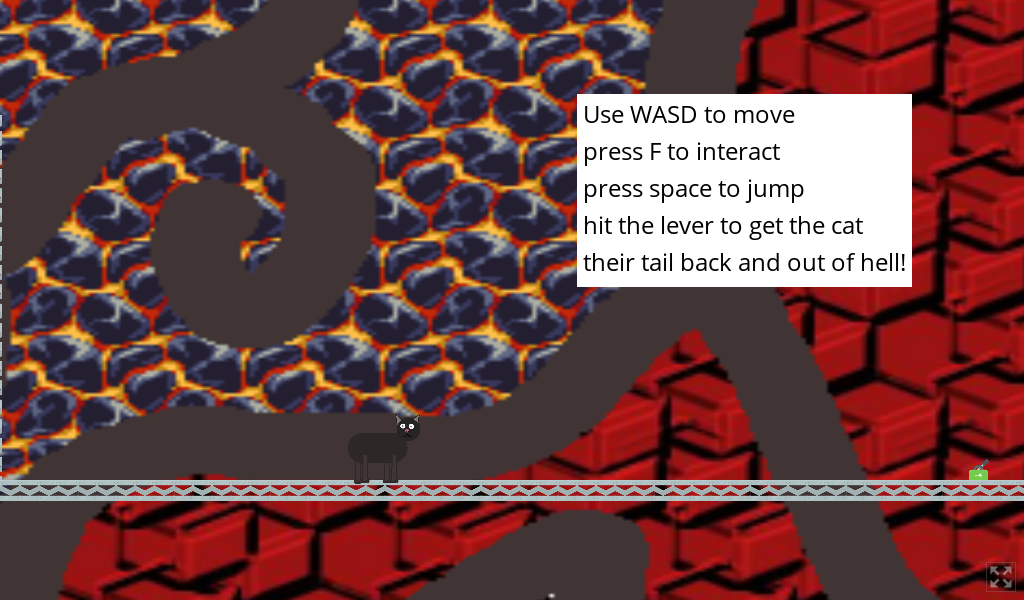 Use WASD to move
press F to interact
press space to jump
hit the lever to get the cat
their tail back and out of hell!